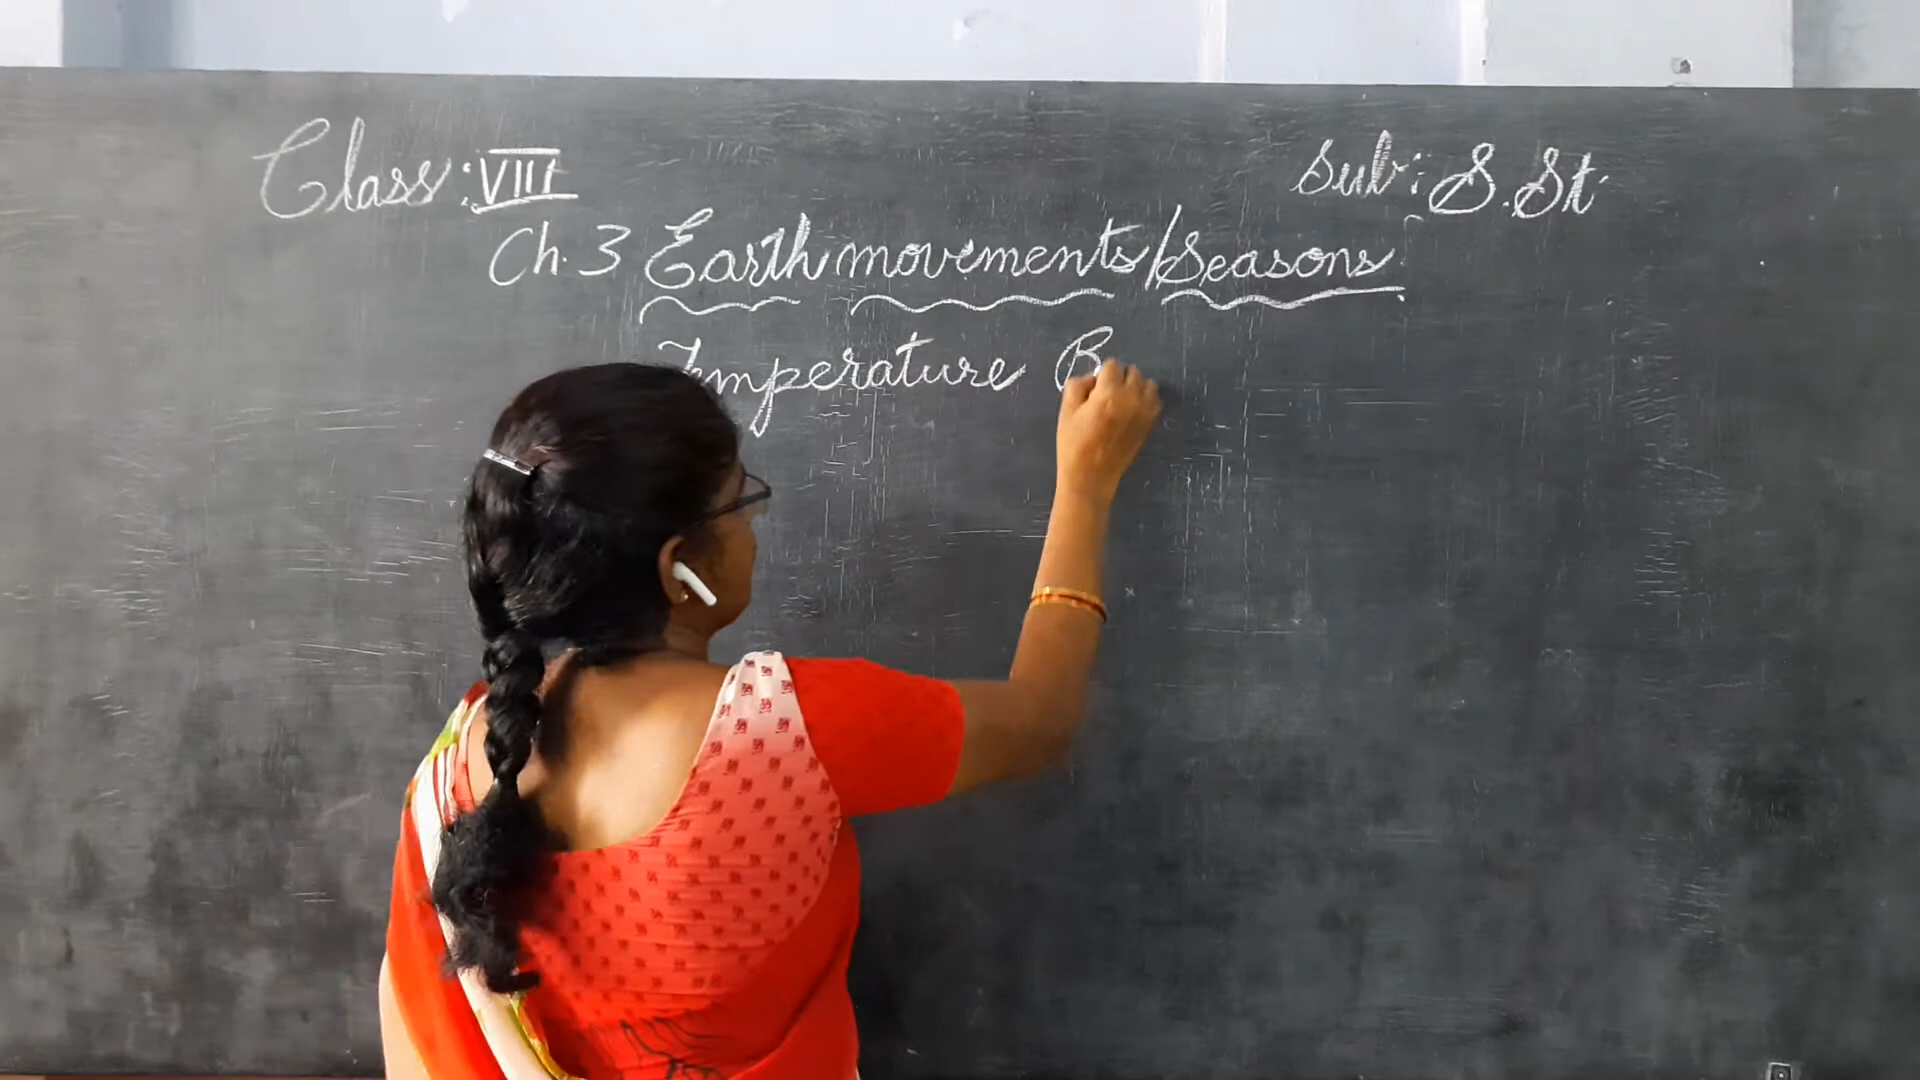 Class: VIII
Sub: S. St.
Ch. 3 Earth movements/Seasons
Temperature B